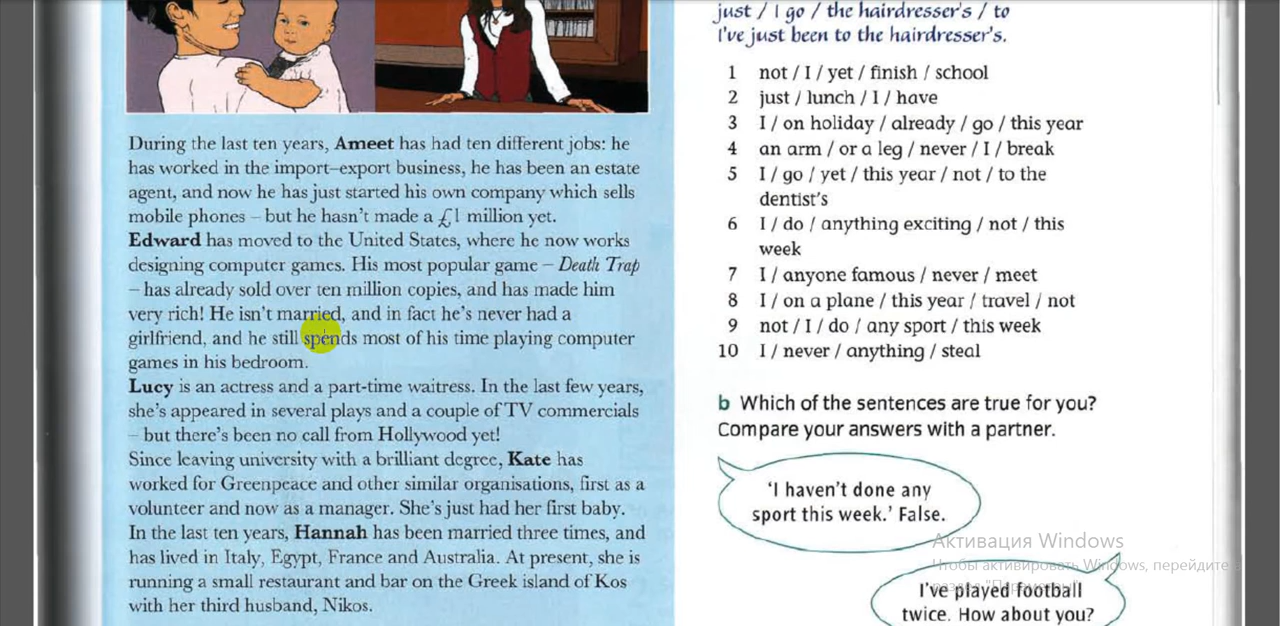 During the last ten years, Ameet has had ten different jobs: he
has worked in the import–export business, he has been an estate
agent, and now he has just started his own company which sells
mobile phones – but he hasn't made a £1 million yet.
Edward has moved to the United States, where he now works
designing computer games. His most popular game – Death Trap
– has already sold over ten million copies, and has made him
very rich! He isn't married, and in fact he's never had a
girlfriend, and he still spends most of his time playing computer
games in his bedroom.
Lucy is an actress and a part-time waitress. In the last few years,
she's appeared in several plays and a couple of TV commercials
– but there's been no call from Hollywood yet!
Since leaving university with a brilliant degree, Kate has
worked for Greenpeace and other similar organisations, first as a
volunteer and now as a manager. She's just had her first baby.
In the last ten years, Hannah has been married three times, and
has lived in Italy, Egypt, France and Australia. At present, she is
running a small restaurant and bar on the Greek island of Kos
with her third husband, Nikos.
just / I go / the hairdresser's / to
I've just been to the hairdresser's.
1 not / I / yet / finish / school
2 just / lunch / I / have
3 I / on holiday / already / go / this year
4 an arm / or a leg / never / I / break
5 I / go / yet / this year / not / to the
dentist's
6 I / do / anything exciting / not / this
week
7 I / anyone famous / never / meet
8 I / on a plane / this year / travel / not
9 not / I / do / any sport / this week
10 I / never / anything / steal
b Which of the sentences are true for you?
Compare your answers with a partner.
'I haven't done any
sport this week.' False.
Активация Windows
Чтобы активировать Windows, перейдите в
раздел "Параметры".
I've played football
twice. How about you?